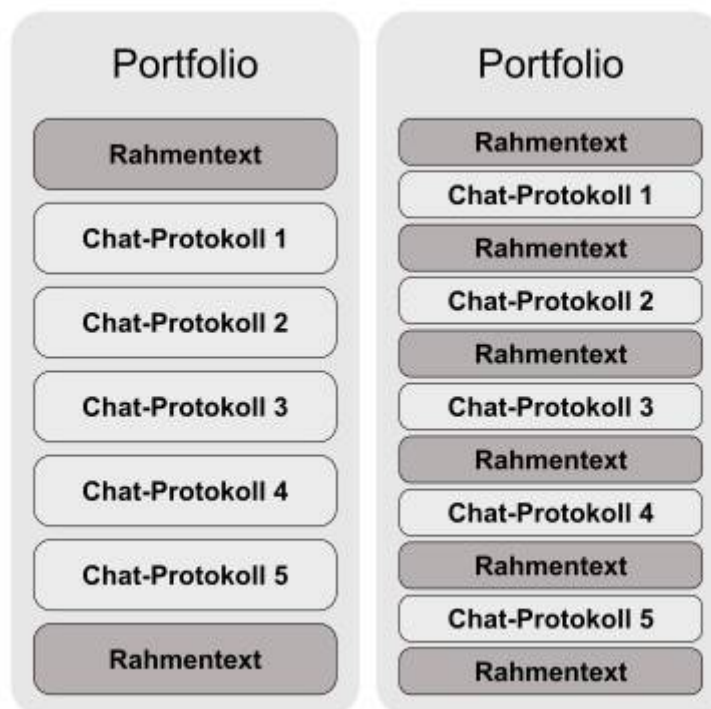 Portfolio
Rahmentext
Chat-Protokoll 1
Chat-Protokoll 2
Chat-Protokoll 3
Chat-Protokoll 4
Chat-Protokoll 5
Rahmentext
Portfolio
Rahmentext
Chat-Protokoll 1
Rahmentext
Chat-Protokoll 2
Rahmentext
Chat-Protokoll 3
Rahmentext
Chat-Protokoll 4
Rahmentext
Chat-Protokoll 5
Rahmentext